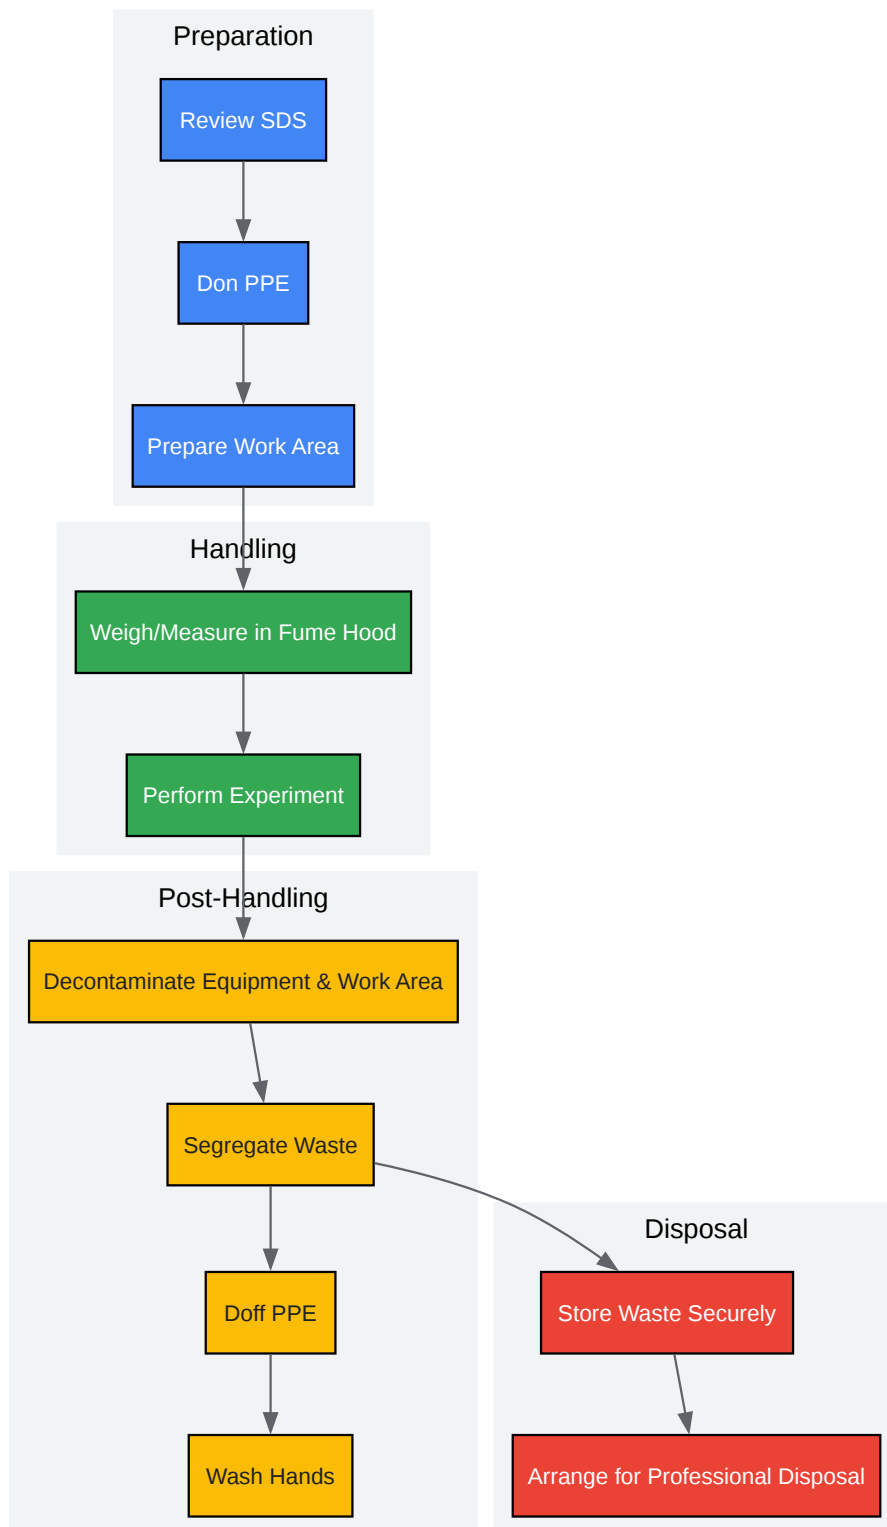 Preparation
Review SDS
Don PPE
Prepare Work Area
Handling
Weigh/Measure in Fume Hood
Perform Experiment
Post-Handling
Decontaminate Equipment & Work Area
Segregate Waste
Doff PPE
Wash Hands
Disposal
Store Waste Securely
Arrange for Professional Disposal